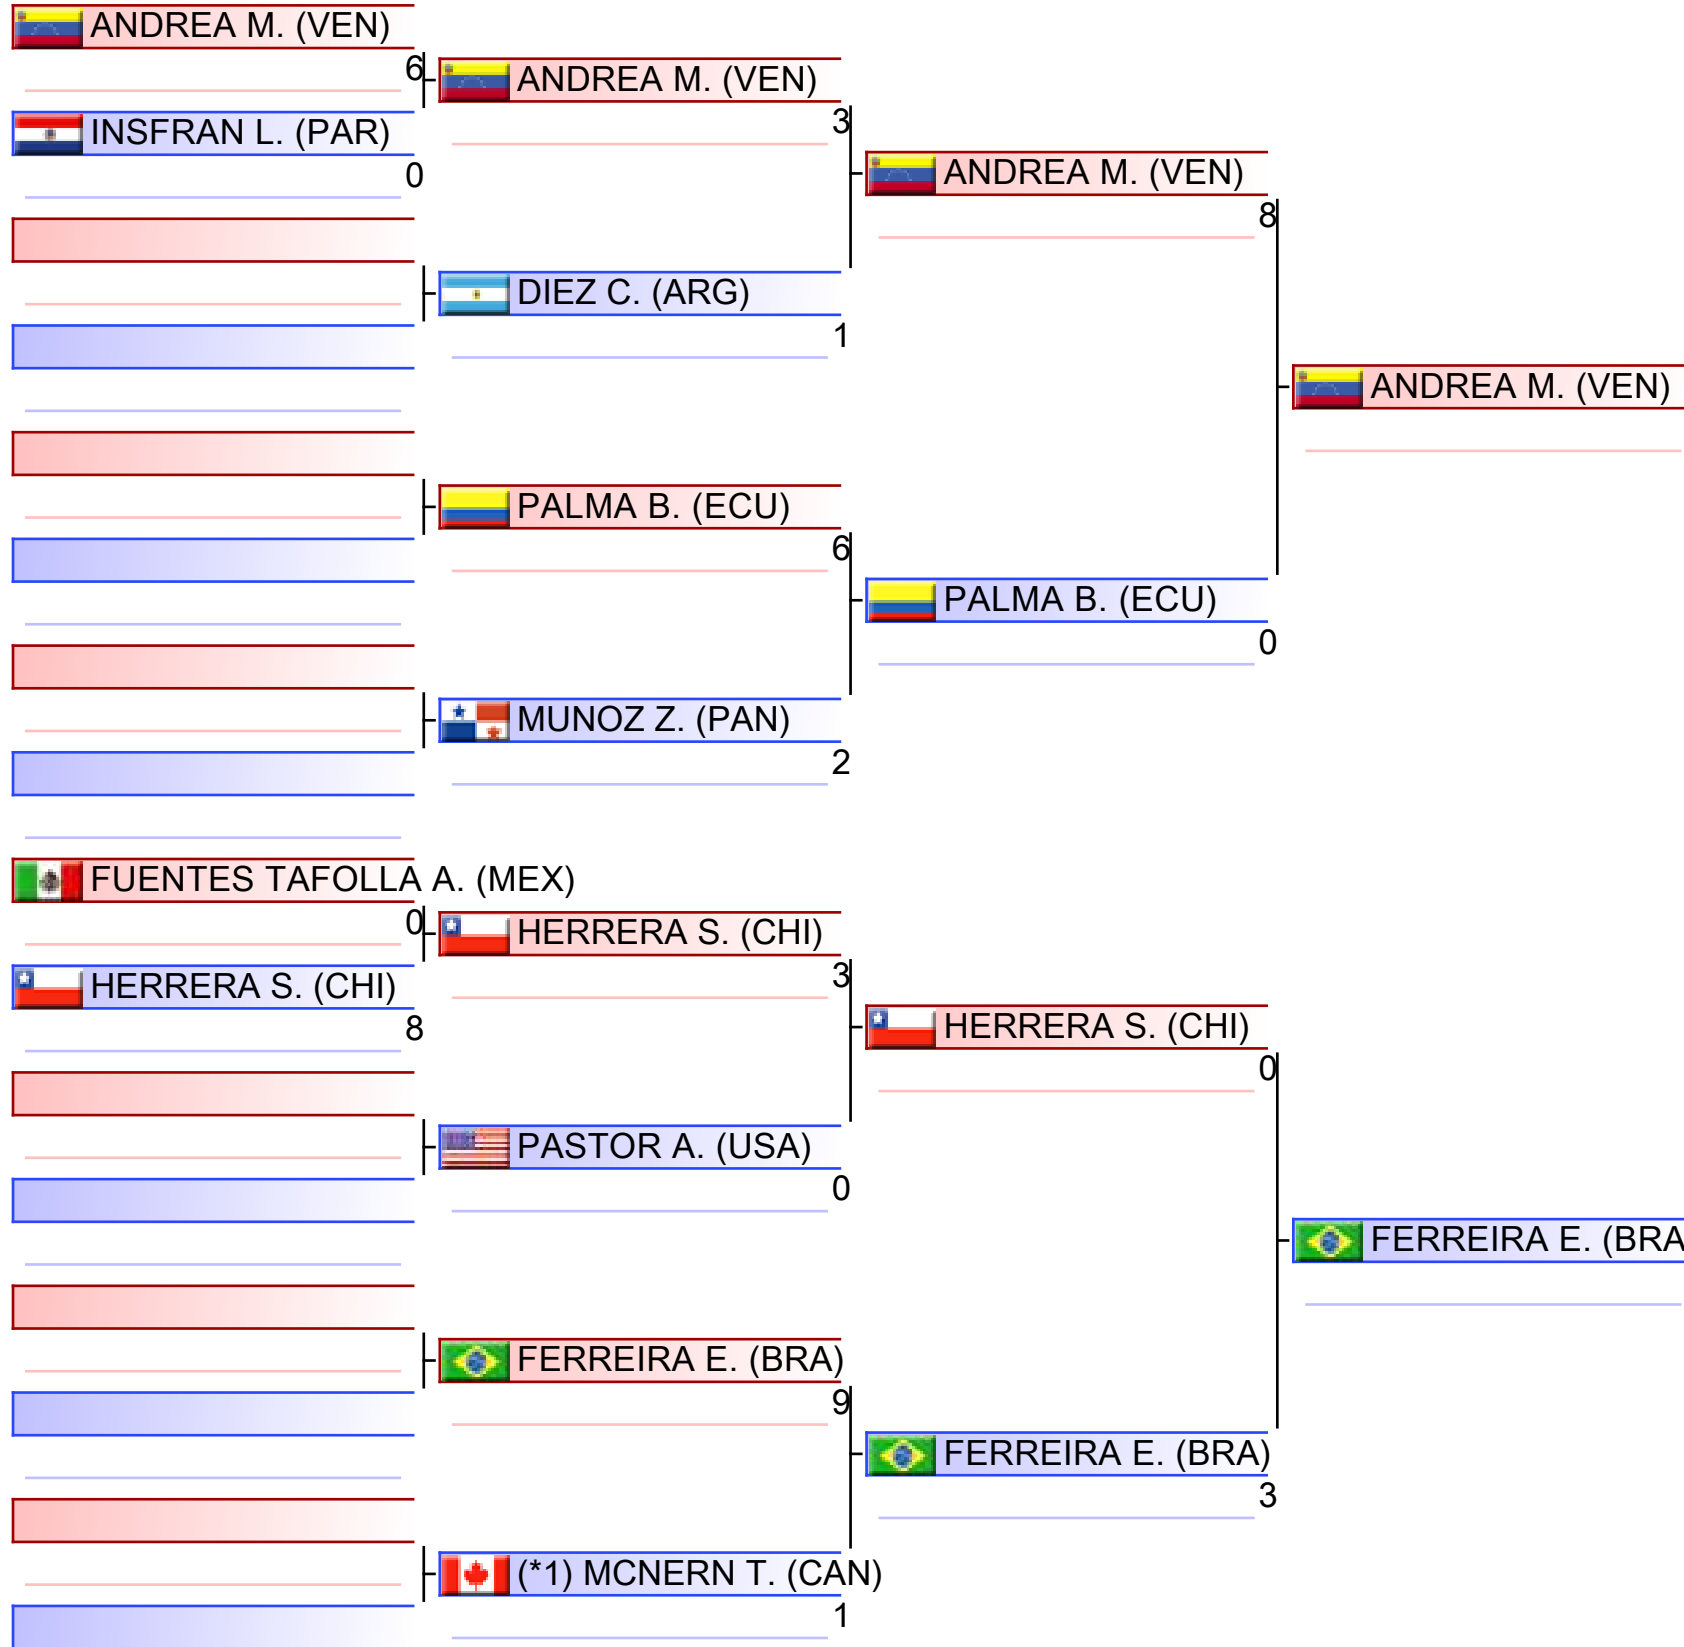 ANDREA M. (VEN)
6
INSFRAN L. (PAR)
0
FUENTES TAFOLLA A. (MEX)
0
HERRERA S. (CHI)
8
ANDREA M. (VEN)
3
DIEZ C. (ARG)
1
PALMA B. (ECU)
6
MUNOZ Z. (PAN)
2
HERRERA S. (CHI)
3
PASTOR A. (USA)
0
FERREIRA E. (BRA)
9
(*1) MCNERN T. (CAN)
1
ANDREA M. (VEN)
8
PALMA B. (ECU)
0
HERRERA S. (CHI)
0
FERREIRA E. (BRA)
3
ANDREA M. (VEN)
FERREIRA E. (BRA